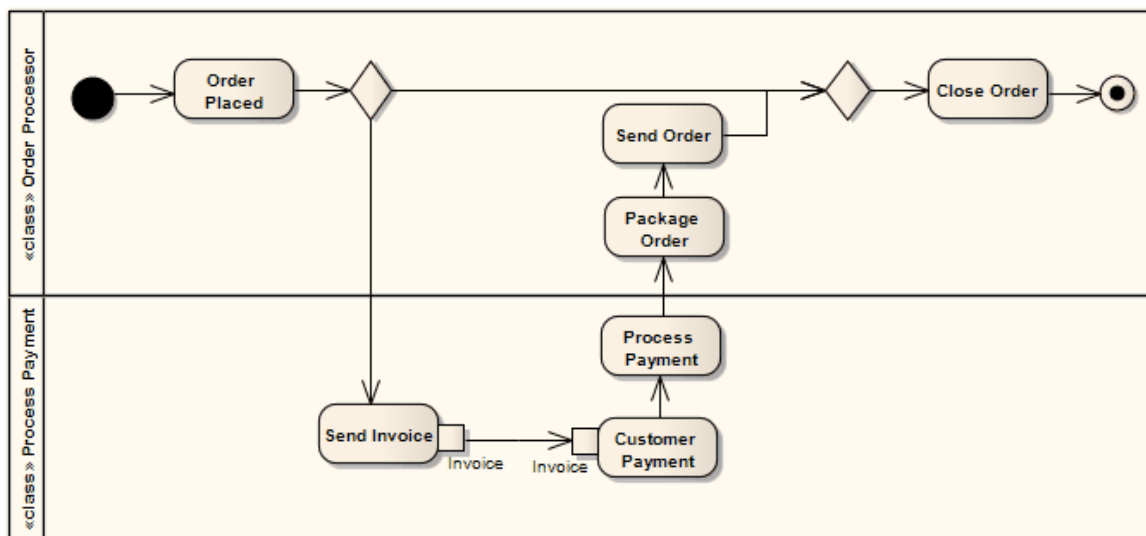 «class» Order Processor
Order
Placed
Close Order
Send Order
Package
Order
«class» Process Payment
Process
Payment
Send Invoice
Invoice
Invoice
Customer
Payment